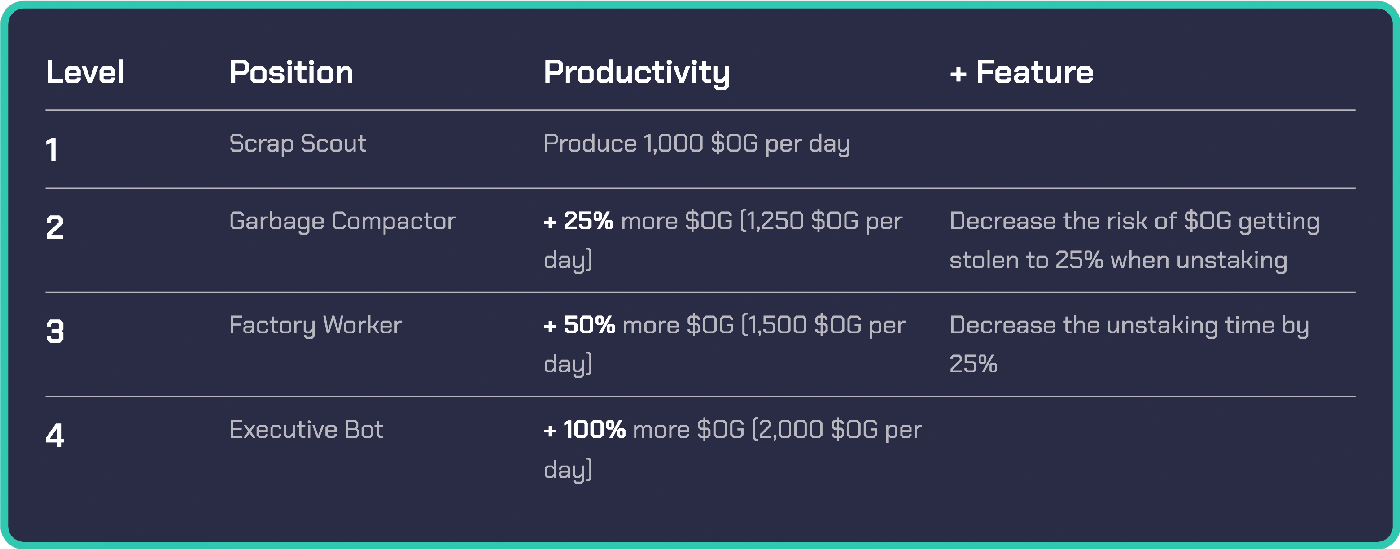 Level Position Productivity + Feature
1 Scrap Scout Produce 1,000 $OG per day
2 Garbage Compactor + 25% more $OG (1,250 $OG per Decrease the risk of $OG getting
day) stolen to 25% when unstaking
3 Factory Worker + 50% more $OG (1,500 $OG per Decrease the unstaking time by
day) 25%
4 Executive Bot + 100% more $OG (2,000 $OG per
day)